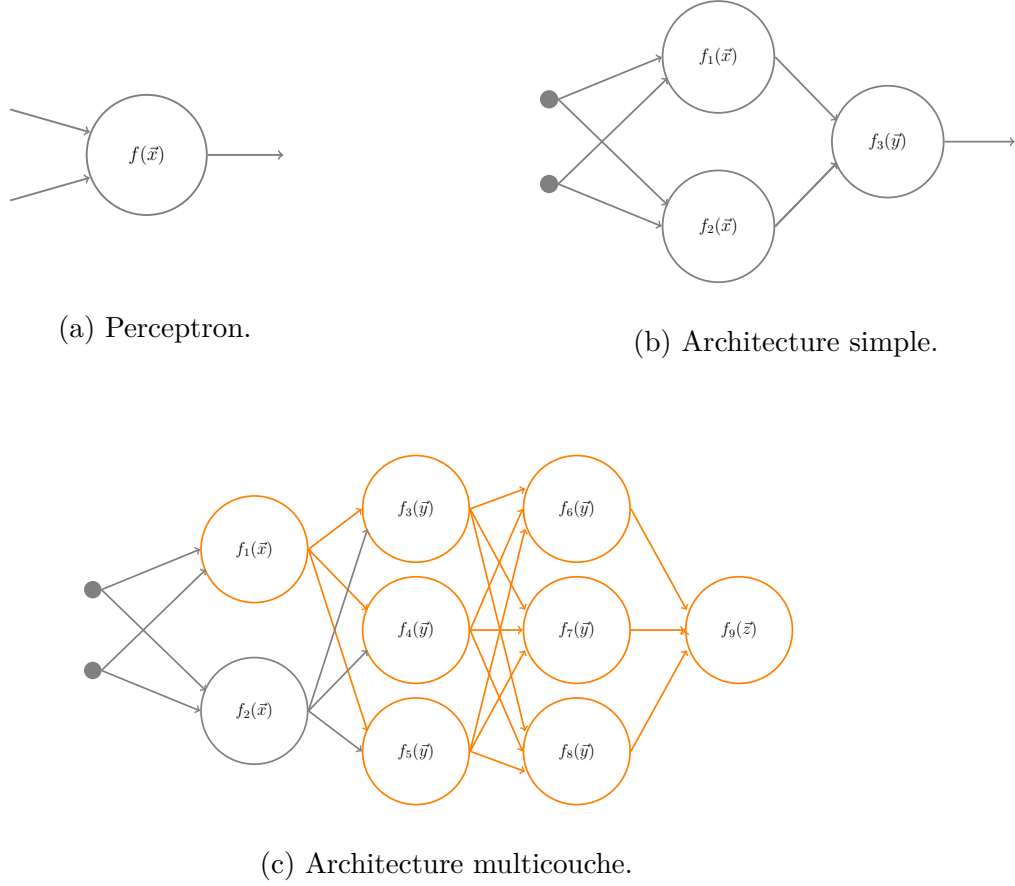 f(x⃗)
(a) Perceptron.
f₁(x⃗)
f₂(x⃗)
f₃(y⃗)
(b) Architecture simple.
f₁(x⃗)
f₂(x⃗)
f₃(y⃗)
f₄(y⃗)
f₅(y⃗)
f₆(y⃗)
f₇(y⃗)
f₈(y⃗)
f₉(z⃗)
(c) Architecture multicouche.